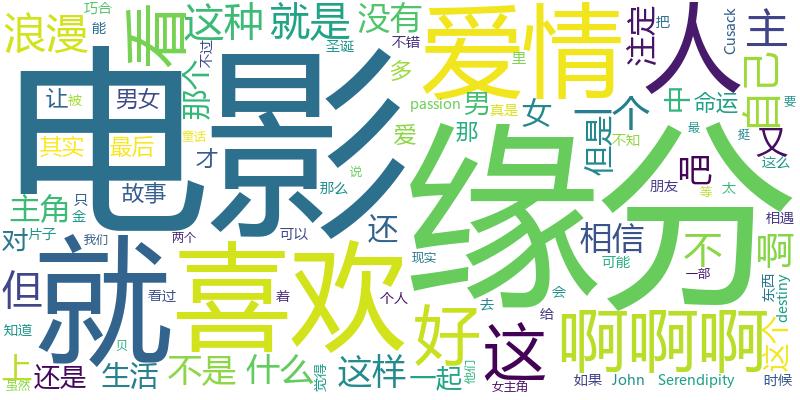 巧合
能
浪漫
看
这种
就是
没有
爱情
人
注定
Cusack
把
主
不过
圣诞
不错
里
那个
多
电影
让
被
男女
passion
男
真是
女
个
中
命运
自己
要
童话
爱
那
但是
不知
最
挺
又
其实
最后
才
故事
说
缘分
吧
这么
主角
只
金
那么
还
朋友
等
太
相遇
对
片子
我们
两个
可以
相信
不
啊
就
喜欢
现实
可能
一部
东西
但
看过
着
个人
去
会
给
destiny
知道
好
这
啊啊啊
这个
上
虽然
还是
贝
生活
不是
什么
觉得
这样
一起
他们
女主角
如果
John
Serendipity
时候